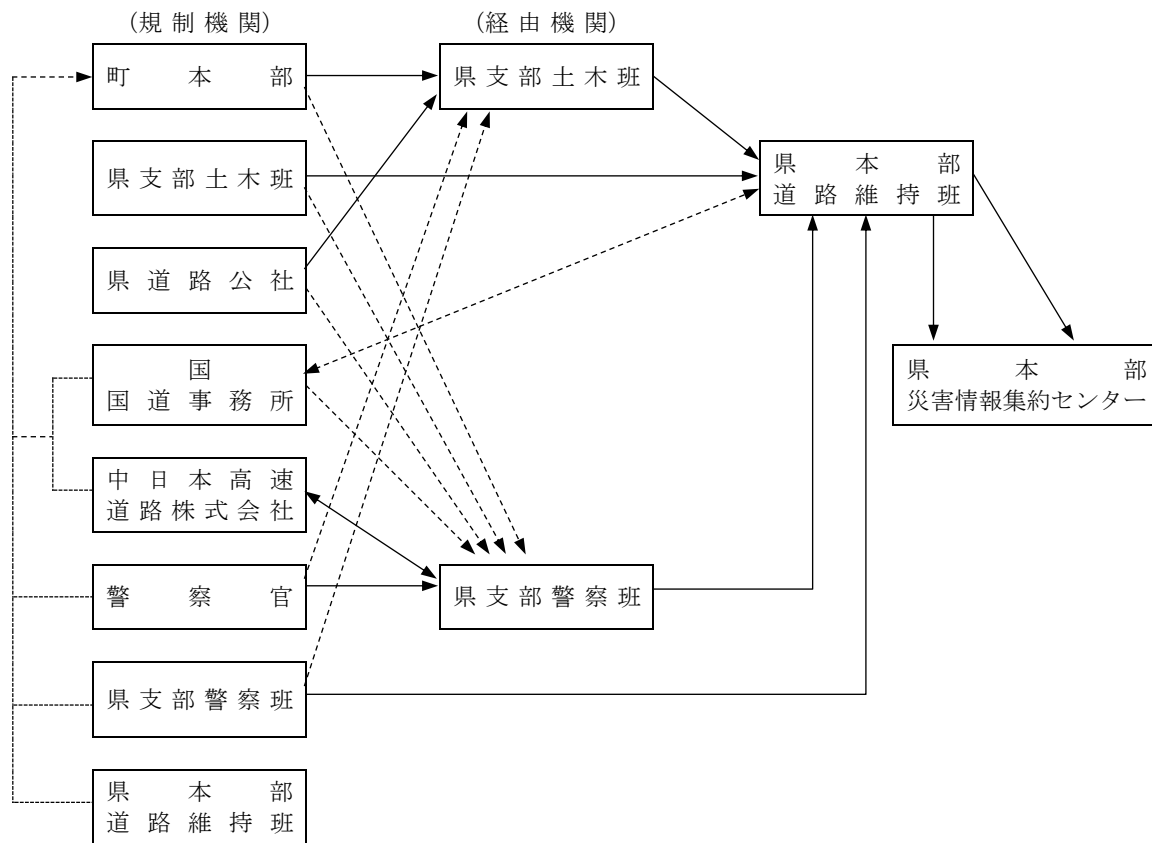 (規制機関)
(経由機関)
町本部
県支部土木班
県支部土木班
県本部
道路維持班
県道路公社
国
国道事務所
県本部
災害情報集約センター
中日本高速
道路株式会社
警察官
県支部警察班
県支部警察班
県本部
道路維持班